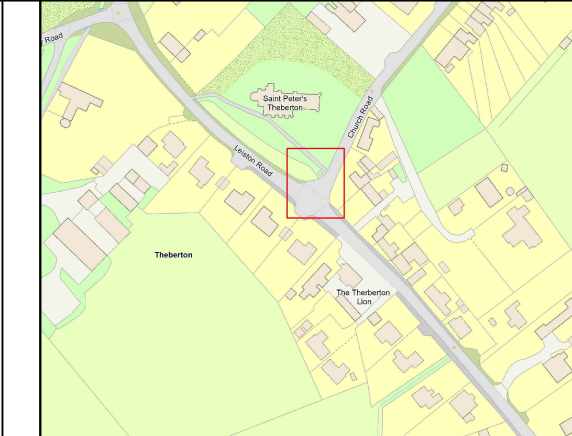 Road
Saint Peter's
Theberton
Church Road
Leiston Road
Theberton
The Therberton
Lion